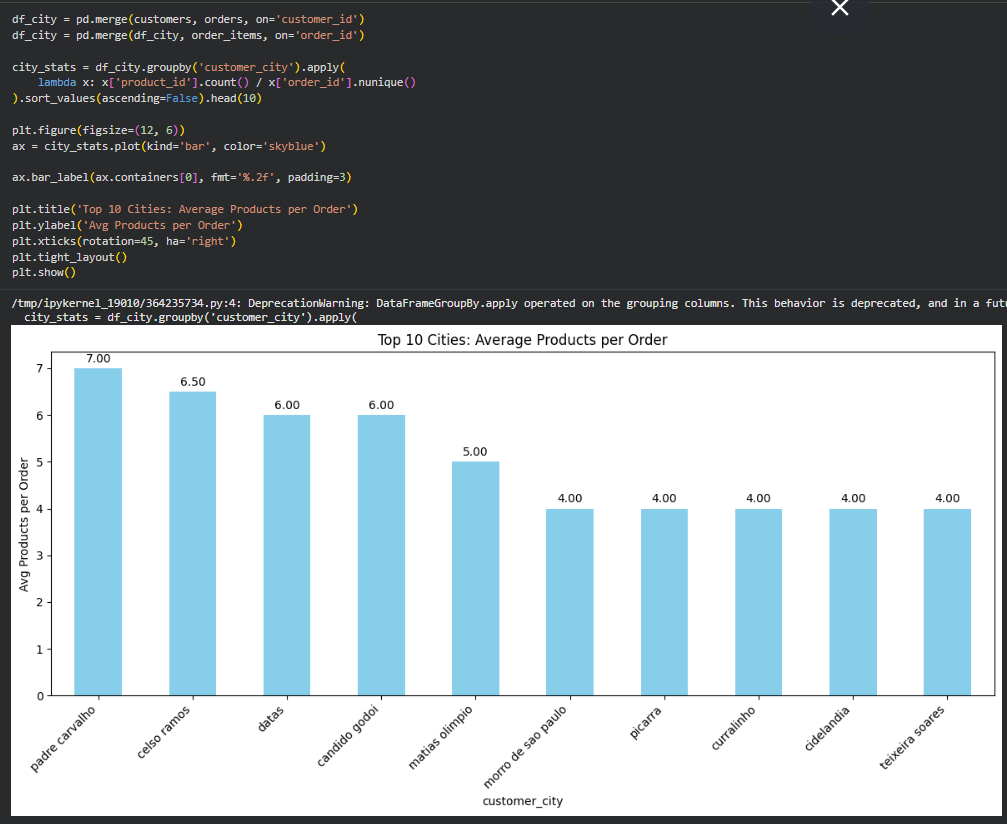 df_city = pd.merge(customers, orders, on='customer_id')
df_city = pd.merge(df_city, order_items, on='order_id')
city_stats = df_city.groupby('customer_city').apply(
    lambda x: x['product_id'].count() / x['order_id'].nunique()
).sort_values(ascending=False).head(10)
plt.figure(figsize=(12, 6))
ax = city_stats.plot(kind='bar', color='skyblue')
ax.bar_label(ax.containers[0], fmt='%.2f', padding=3)
plt.title('Top 10 Cities: Average Products per Order')
plt.ylabel('Avg Products per Order')
plt.xticks(rotation=45, ha='right')
plt.tight_layout()
plt.show()
/tmp/ipykernel_19010/364235734.py:4: DeprecationWarning: DataFrameGroupBy.apply operated on the grouping columns. This behavior is deprecated, and in a fut
  city_stats = df_city.groupby('customer_city').apply(
Top 10 Cities: Average Products per Order
7.00
6.50
6.00
6.00
5.00
4.00
4.00
4.00
4.00
4.00
7
6
5
4
3
2
1
0
Avg Products per Order
padre carvalho
celso ramos
datas
candido godoi
matias olimpio
morro de sao paulo
picarra
curralinho
cidelandia
teixeira soares
customer_city